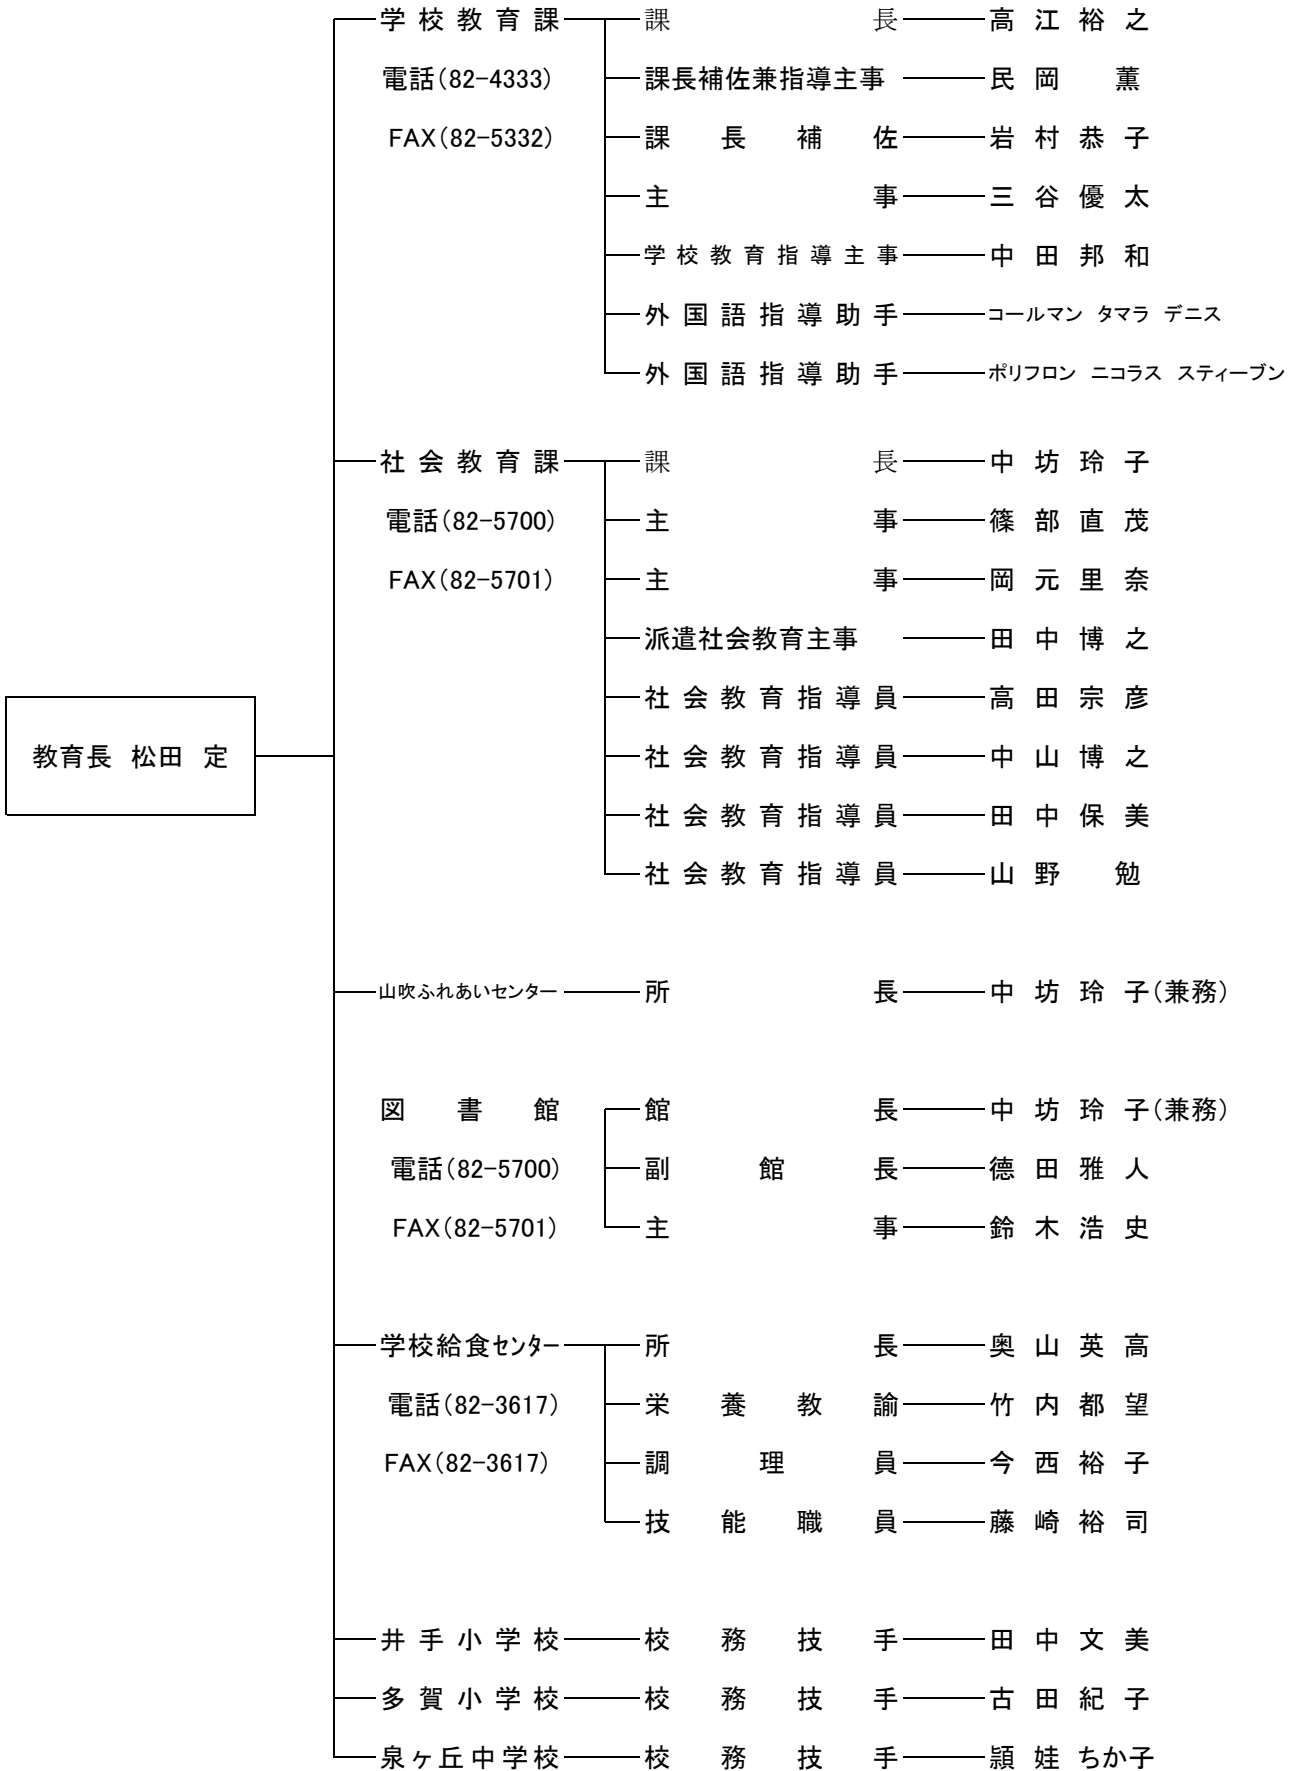 学校教育課 課長 高江裕之
電話(82-4333) 課長補佐兼指導主事 民岡 薫
FAX(82-5332) 課長補佐 岩村恭子
主事 三谷優太
学校教育指導主事 中田邦和
外国語指導助手 コールマン タマラ デニス
外国語指導助手 ポリフロン ニコラス スティーブン
社会教育課 課長 中坊玲子
電話(82-5700) 主事 篠部直茂
FAX(82-5701) 主事 岡元里奈
派遣社会教育主事 田中博之
社会教育指導員 高田宗彦
教育長 松田 定 社会教育指導員 中山博之
社会教育指導員 田中保美
社会教育指導員 山野 勉
山吹ふれあいセンター 所長 中坊玲子(兼務)
図書館 館長 中坊玲子(兼務)
電話(82-5700) 副館長 德田雅人
FAX(82-5701) 主事 鈴木浩史
学校給食センター 所長 奥山英高
電話(82-3617) 栄養教諭 竹内都望
FAX(82-3617) 調理員 今西裕子
技能職員 藤崎裕司
井手小学校 校務技手 田中文美
多賀小学校 校務技手 古田紀子
泉ヶ丘中学校 校務技手 頴娃ちか子